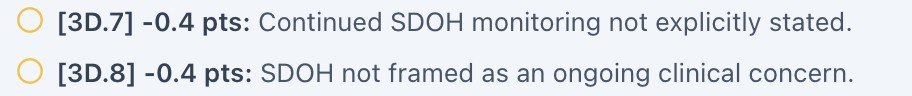 [3D.7] -0.4 pts: Continued SDOH monitoring not explicitly stated.
[3D.8] -0.4 pts: SDOH not framed as an ongoing clinical concern.